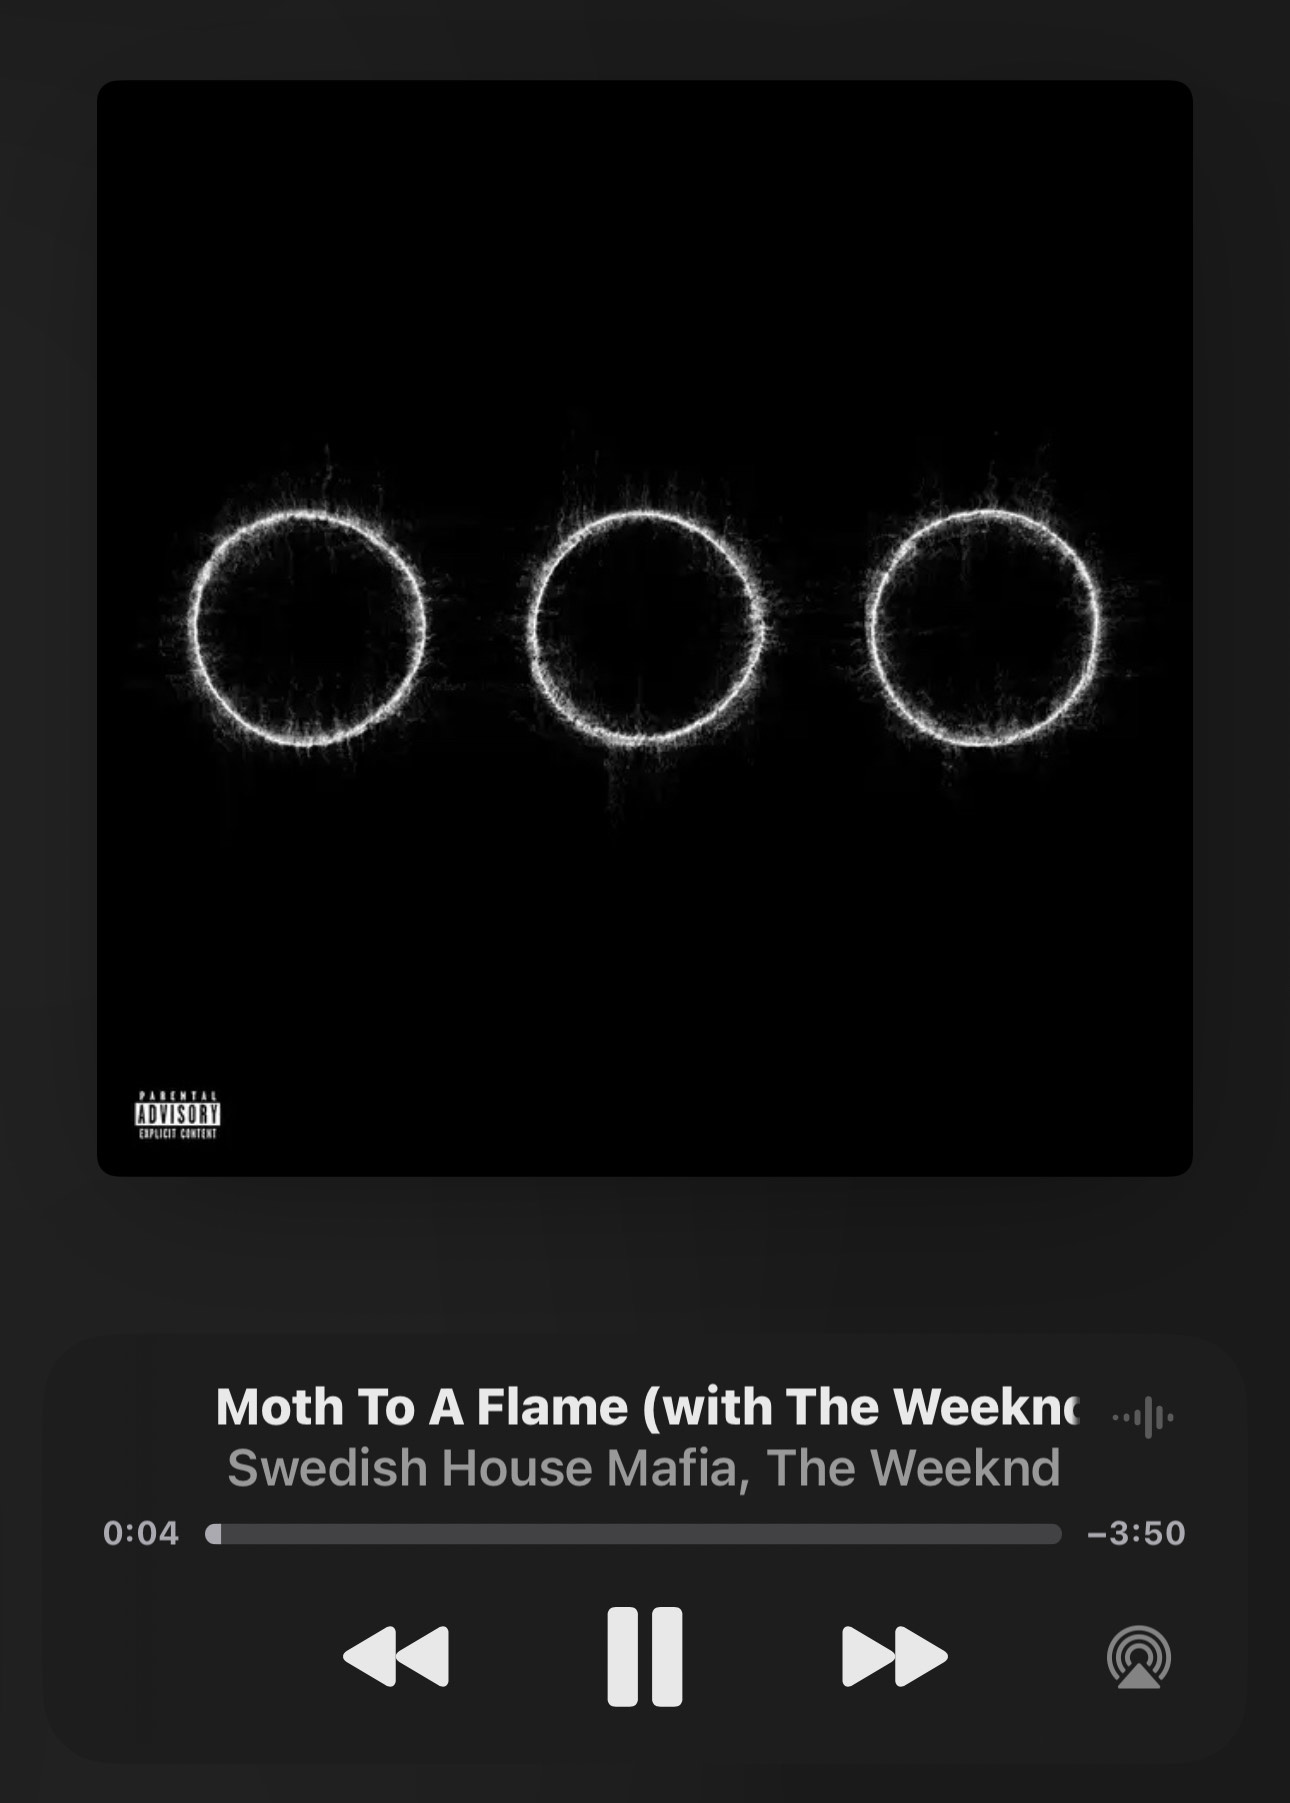 PARENTAL
ADVISORY
EXPLICIT CONTENT
Moth To A Flame (with The Weeknd
Swedish House Mafia, The Weeknd
0:04
–3:50